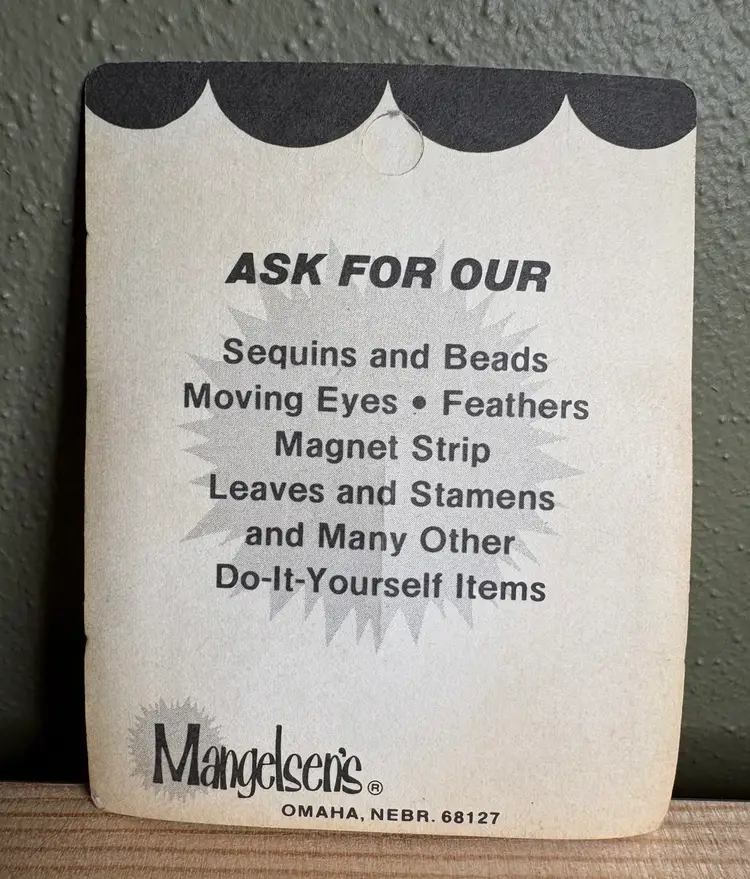 ASK FOR OUR
Sequins and Beads
Moving Eyes • Feathers
Magnet Strip
Leaves and Stamens
and Many Other
Do-It-Yourself Items
Mangelsen's®
OMAHA, NEBR. 68127